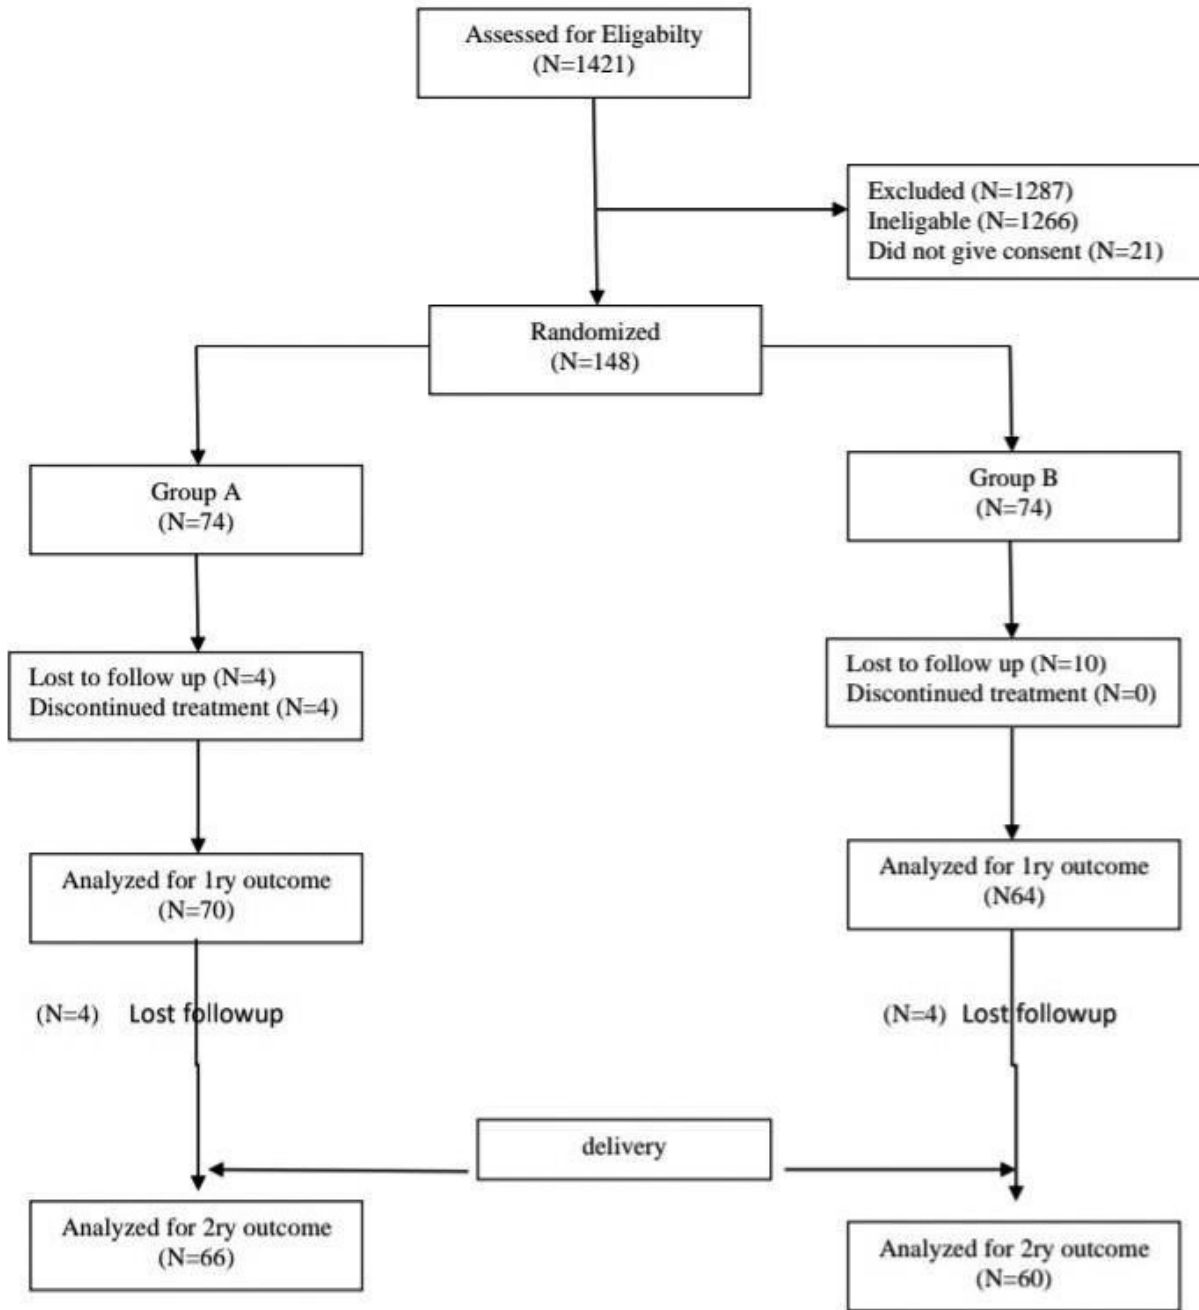 Assessed for Eligabilty
(N=1421)
Excluded (N=1287)
Ineligable (N=1266)
Did not give consent (N=21)
Randomized
(N=148)
Group A
(N=74)
Group B
(N=74)
Lost to follow up (N=4)
Discontinued treatment (N=4)
Lost to follow up (N=10)
Discontinued treatment (N=0)
Analyzed for 1ry outcome
(N=70)
Analyzed for 1ry outcome
(N64)
(N=4) Lost followup
(N=4) Lost followup
delivery
Analyzed for 2ry outcome
(N=66)
Analyzed for 2ry outcome
(N=60)